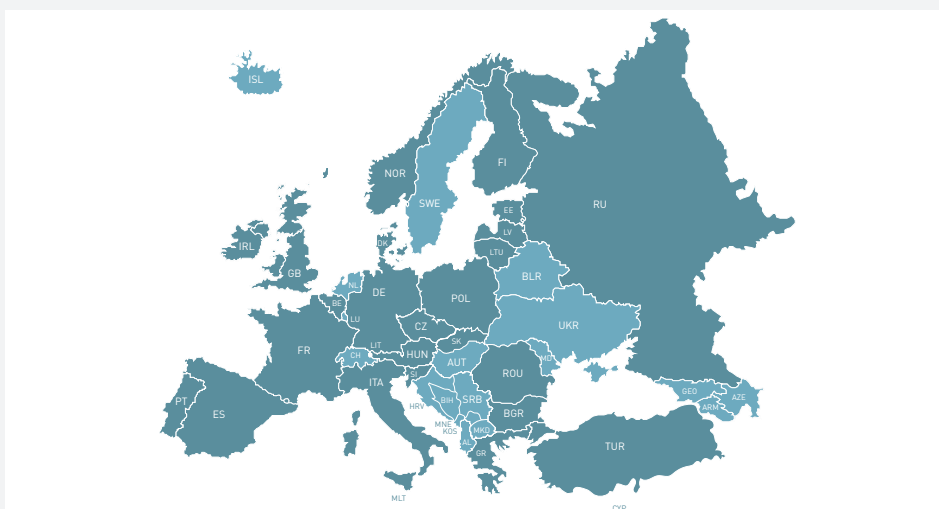 ISL
NOR
FI
SWE
RU
EE
LV
DK
LTU
IRL
GB
BLR
NL
DE
POL
BE
LU
CZ
UKR
SK
LIT
FR
CH
HUN
AUT
MD
SI
ITA
ROU
GEO
AZE
PT
ES
HRV
BIH
SRB
ARM
BGR
MNE
KOS
MKD
AL
GR
TUR
MLT
CYP